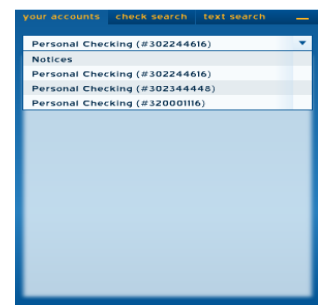 your accounts check search text search
Personal Checking (#302244616)
Notices
Personal Checking (#302244616)
Personal Checking (#302344448)
Personal Checking (#320001116)